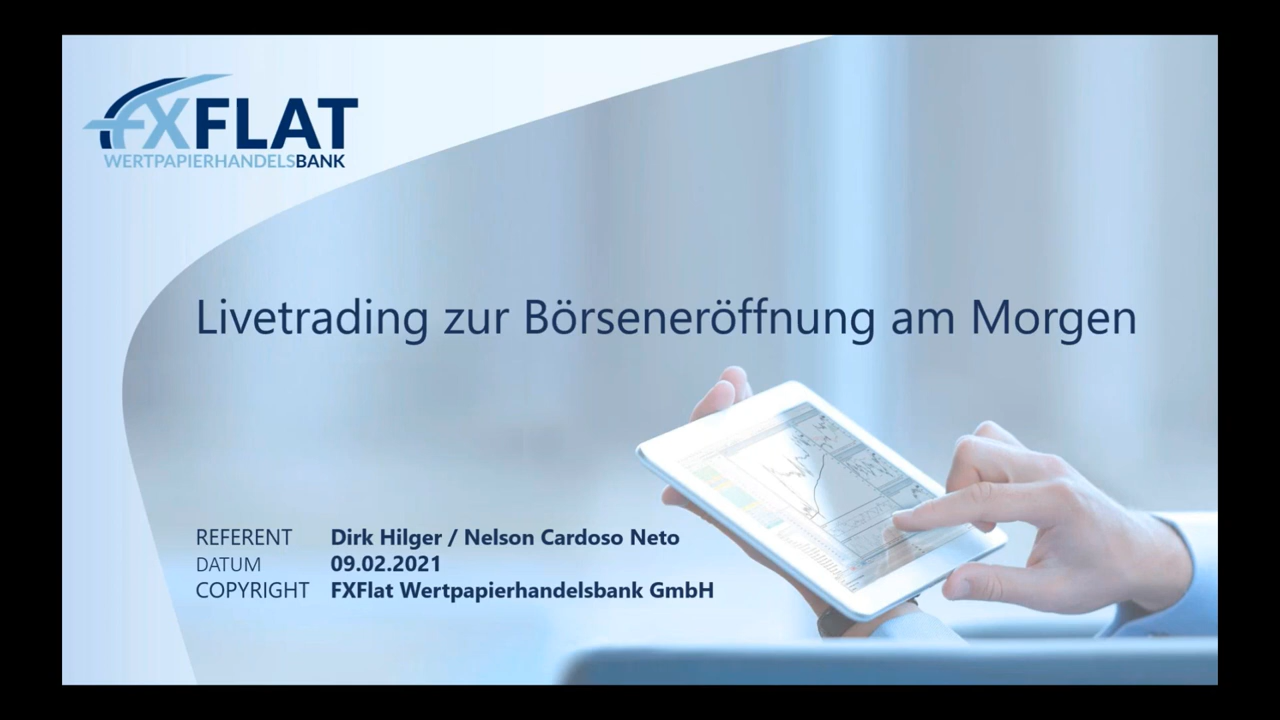 FXFLAT
WERTPAPIERHANDELSBANK
Livetrading zur Börseneröffnung am Morgen
REFERENT Dirk Hilger / Nelson Cardoso Neto
DATUM 09.02.2021
COPYRIGHT FXFlat Wertpapierhandelsbank GmbH